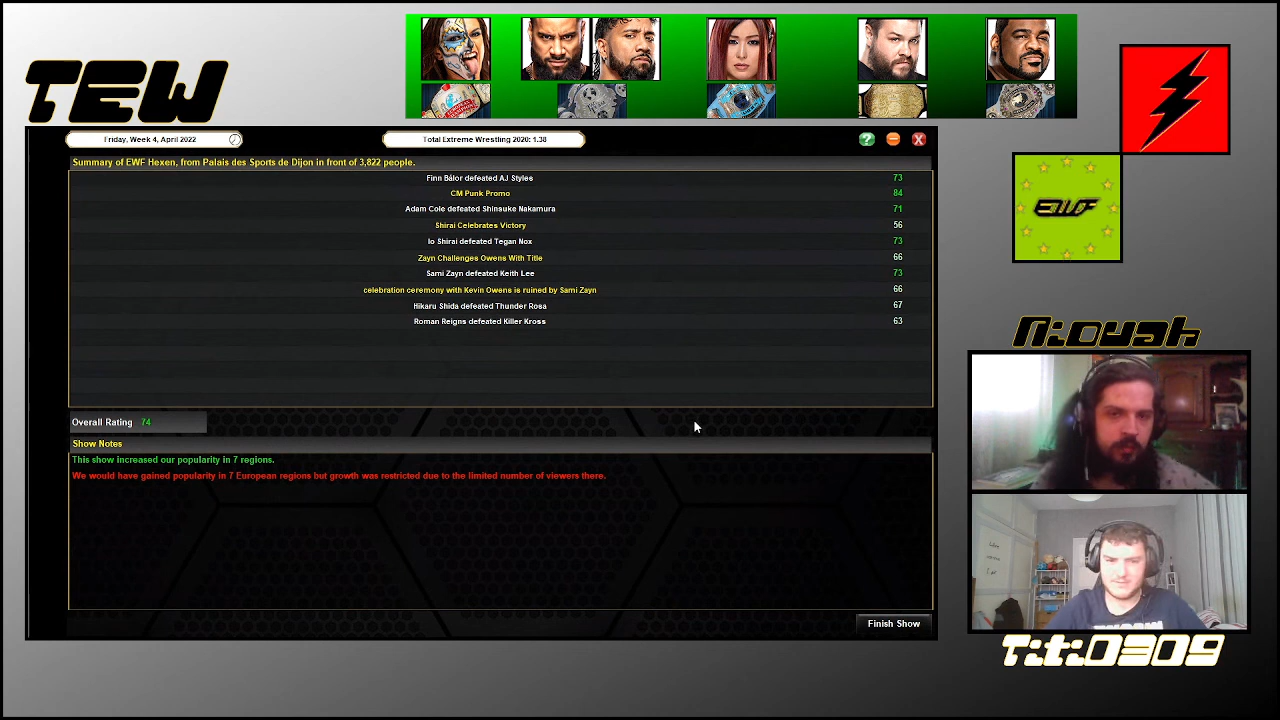 TEW
Friday, Week 4, April 2022
Total Extreme Wrestling 2020: 1.38
Summary of EWF Hexen, from Palais des Sports de Dijon in front of 3,822 people.
Finn Bálor defeated AJ Styles 73
CM Punk Promo 84
Adam Cole defeated Shinsuke Nakamura 71
Shirai Celebrates Victory 56
Io Shirai defeated Tegan Nox 73
Zayn Challenges Owens With Title 66
Sami Zayn defeated Keith Lee 73
celebration ceremony with Kevin Owens is ruined by Sami Zayn 66
Hikaru Shida defeated Thunder Rosa 67
Roman Reigns defeated Killer Kross 63
Overall Rating 74
Show Notes
This show increased our popularity in 7 regions.
We would have gained popularity in 7 European regions but growth was restricted due to the limited number of viewers there.
Finish Show
EWF
Titi0309